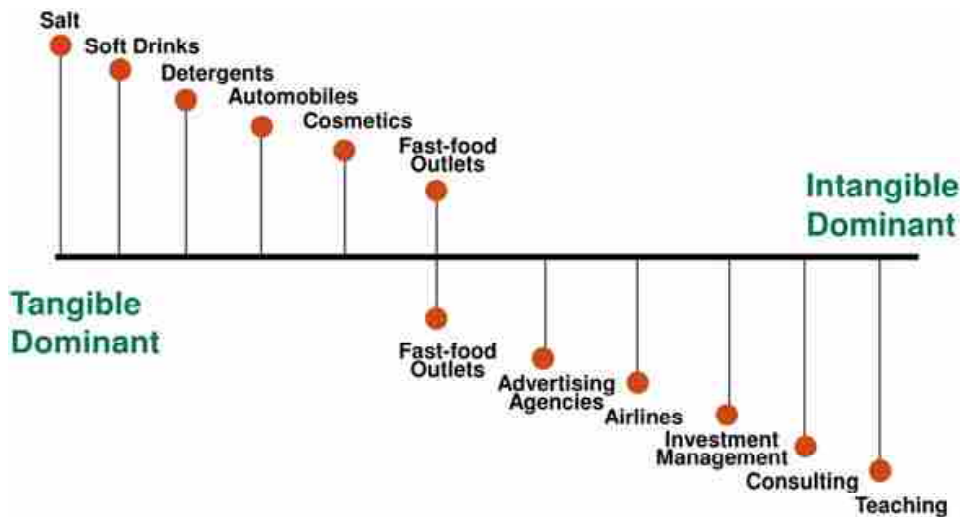 Salt
Soft Drinks
Detergents
Automobiles
Cosmetics
Fast-food
Outlets
Intangible
Dominant
Tangible
Dominant
Fast-food
Outlets
Advertising
Agencies
Airlines
Investment
Management
Consulting
Teaching